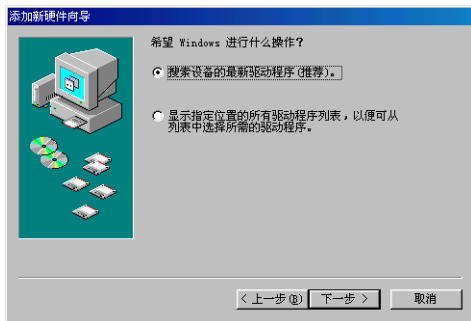 添加新硬件向导
希望 Windows 进行什么操作？
搜索设备的最新驱动程序(推荐)。
显示指定位置的所有驱动程序列表，以便可从
列表中选择所需的驱动程序。
< 上一步(B) 下一步 > 取消